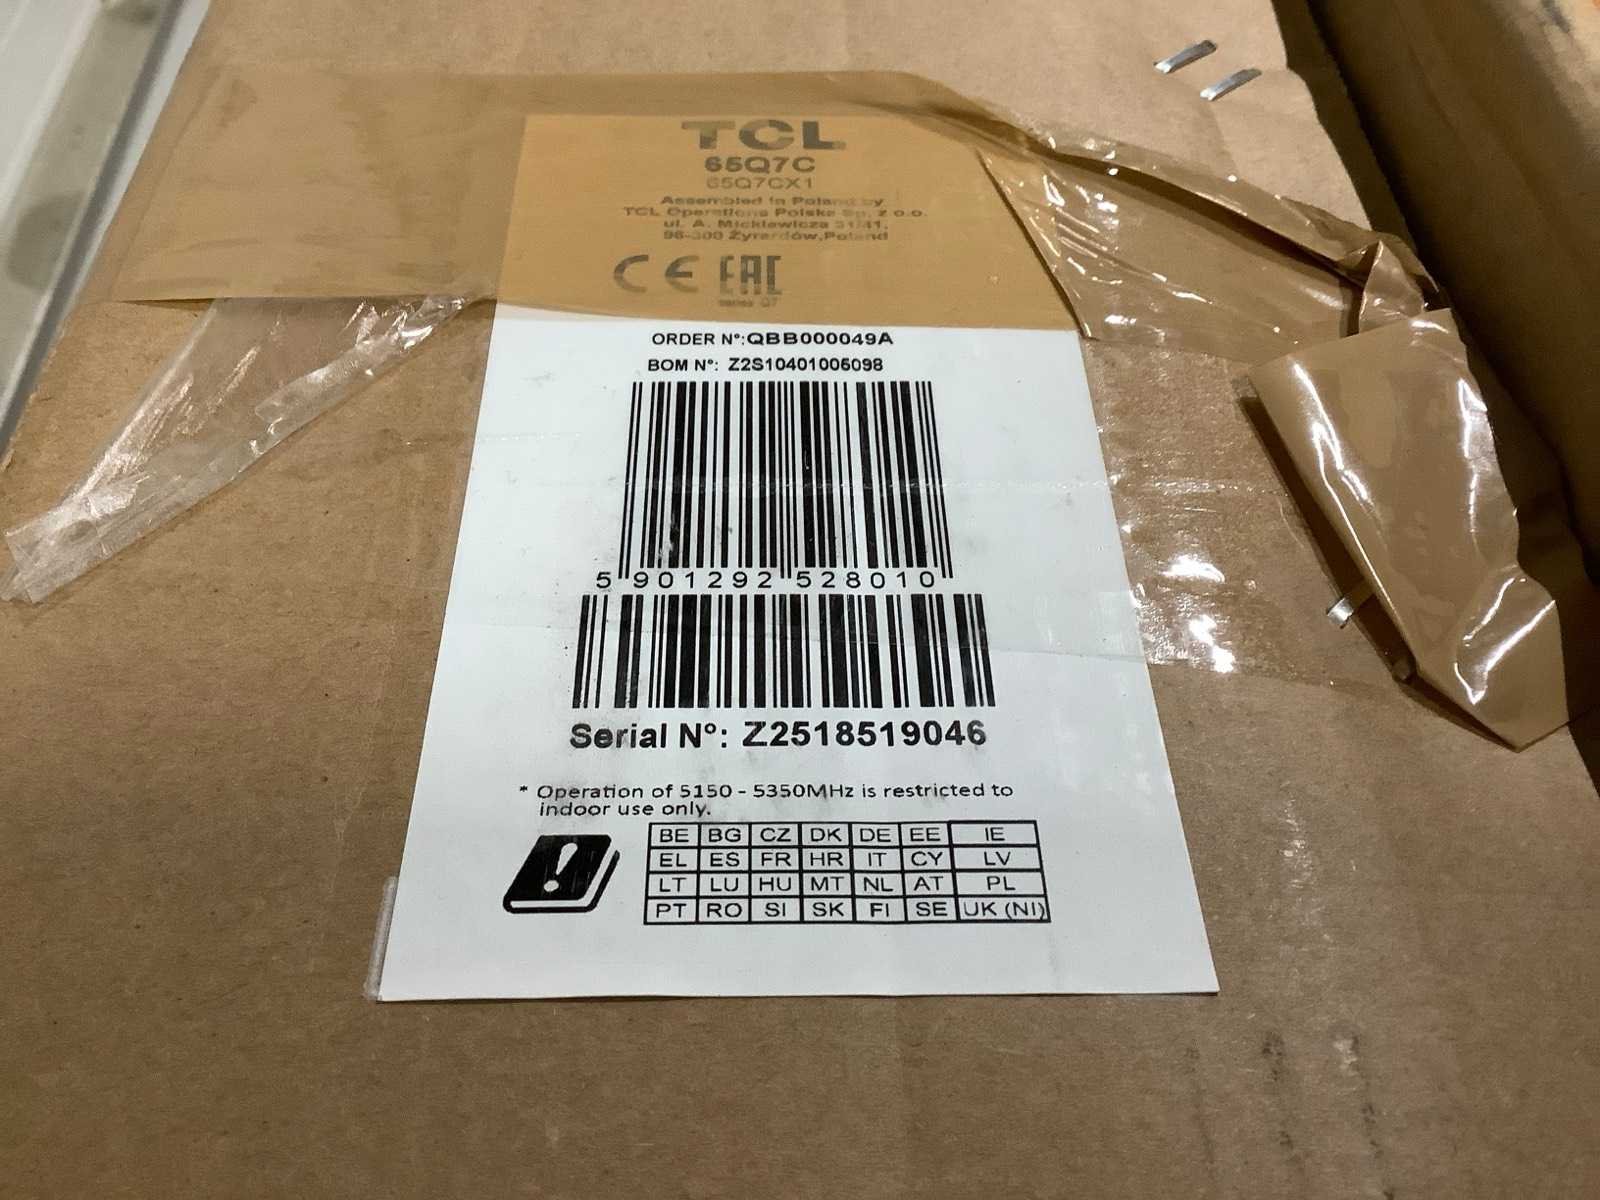 TCL
65Q7C
65Q7CX1
Assembled in Poland by
TCL Operations Polska Sp. z o.o.
ul. A. Mickiewicza 31/41,
96-300 Żyrardów,Poland
CE EAC
series Q7
ORDER N°:QBB000049A
BOM N°: Z2S10401005098
5 901292 528010
Serial N°: Z2518519046
* Operation of 5150 - 5350MHz is restricted to
indoor use only.
BE BG CZ DK DE EE IE
EL ES FR HR IT CY LV
LT LU HU MT NL AT PL
PT RO SI SK FI SE UK (NI)